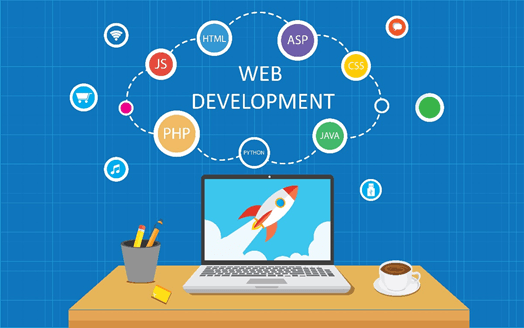 HTML
ASP
JS
CSS
WEB
DEVELOPMENT
PHP
JAVA
PYTHON